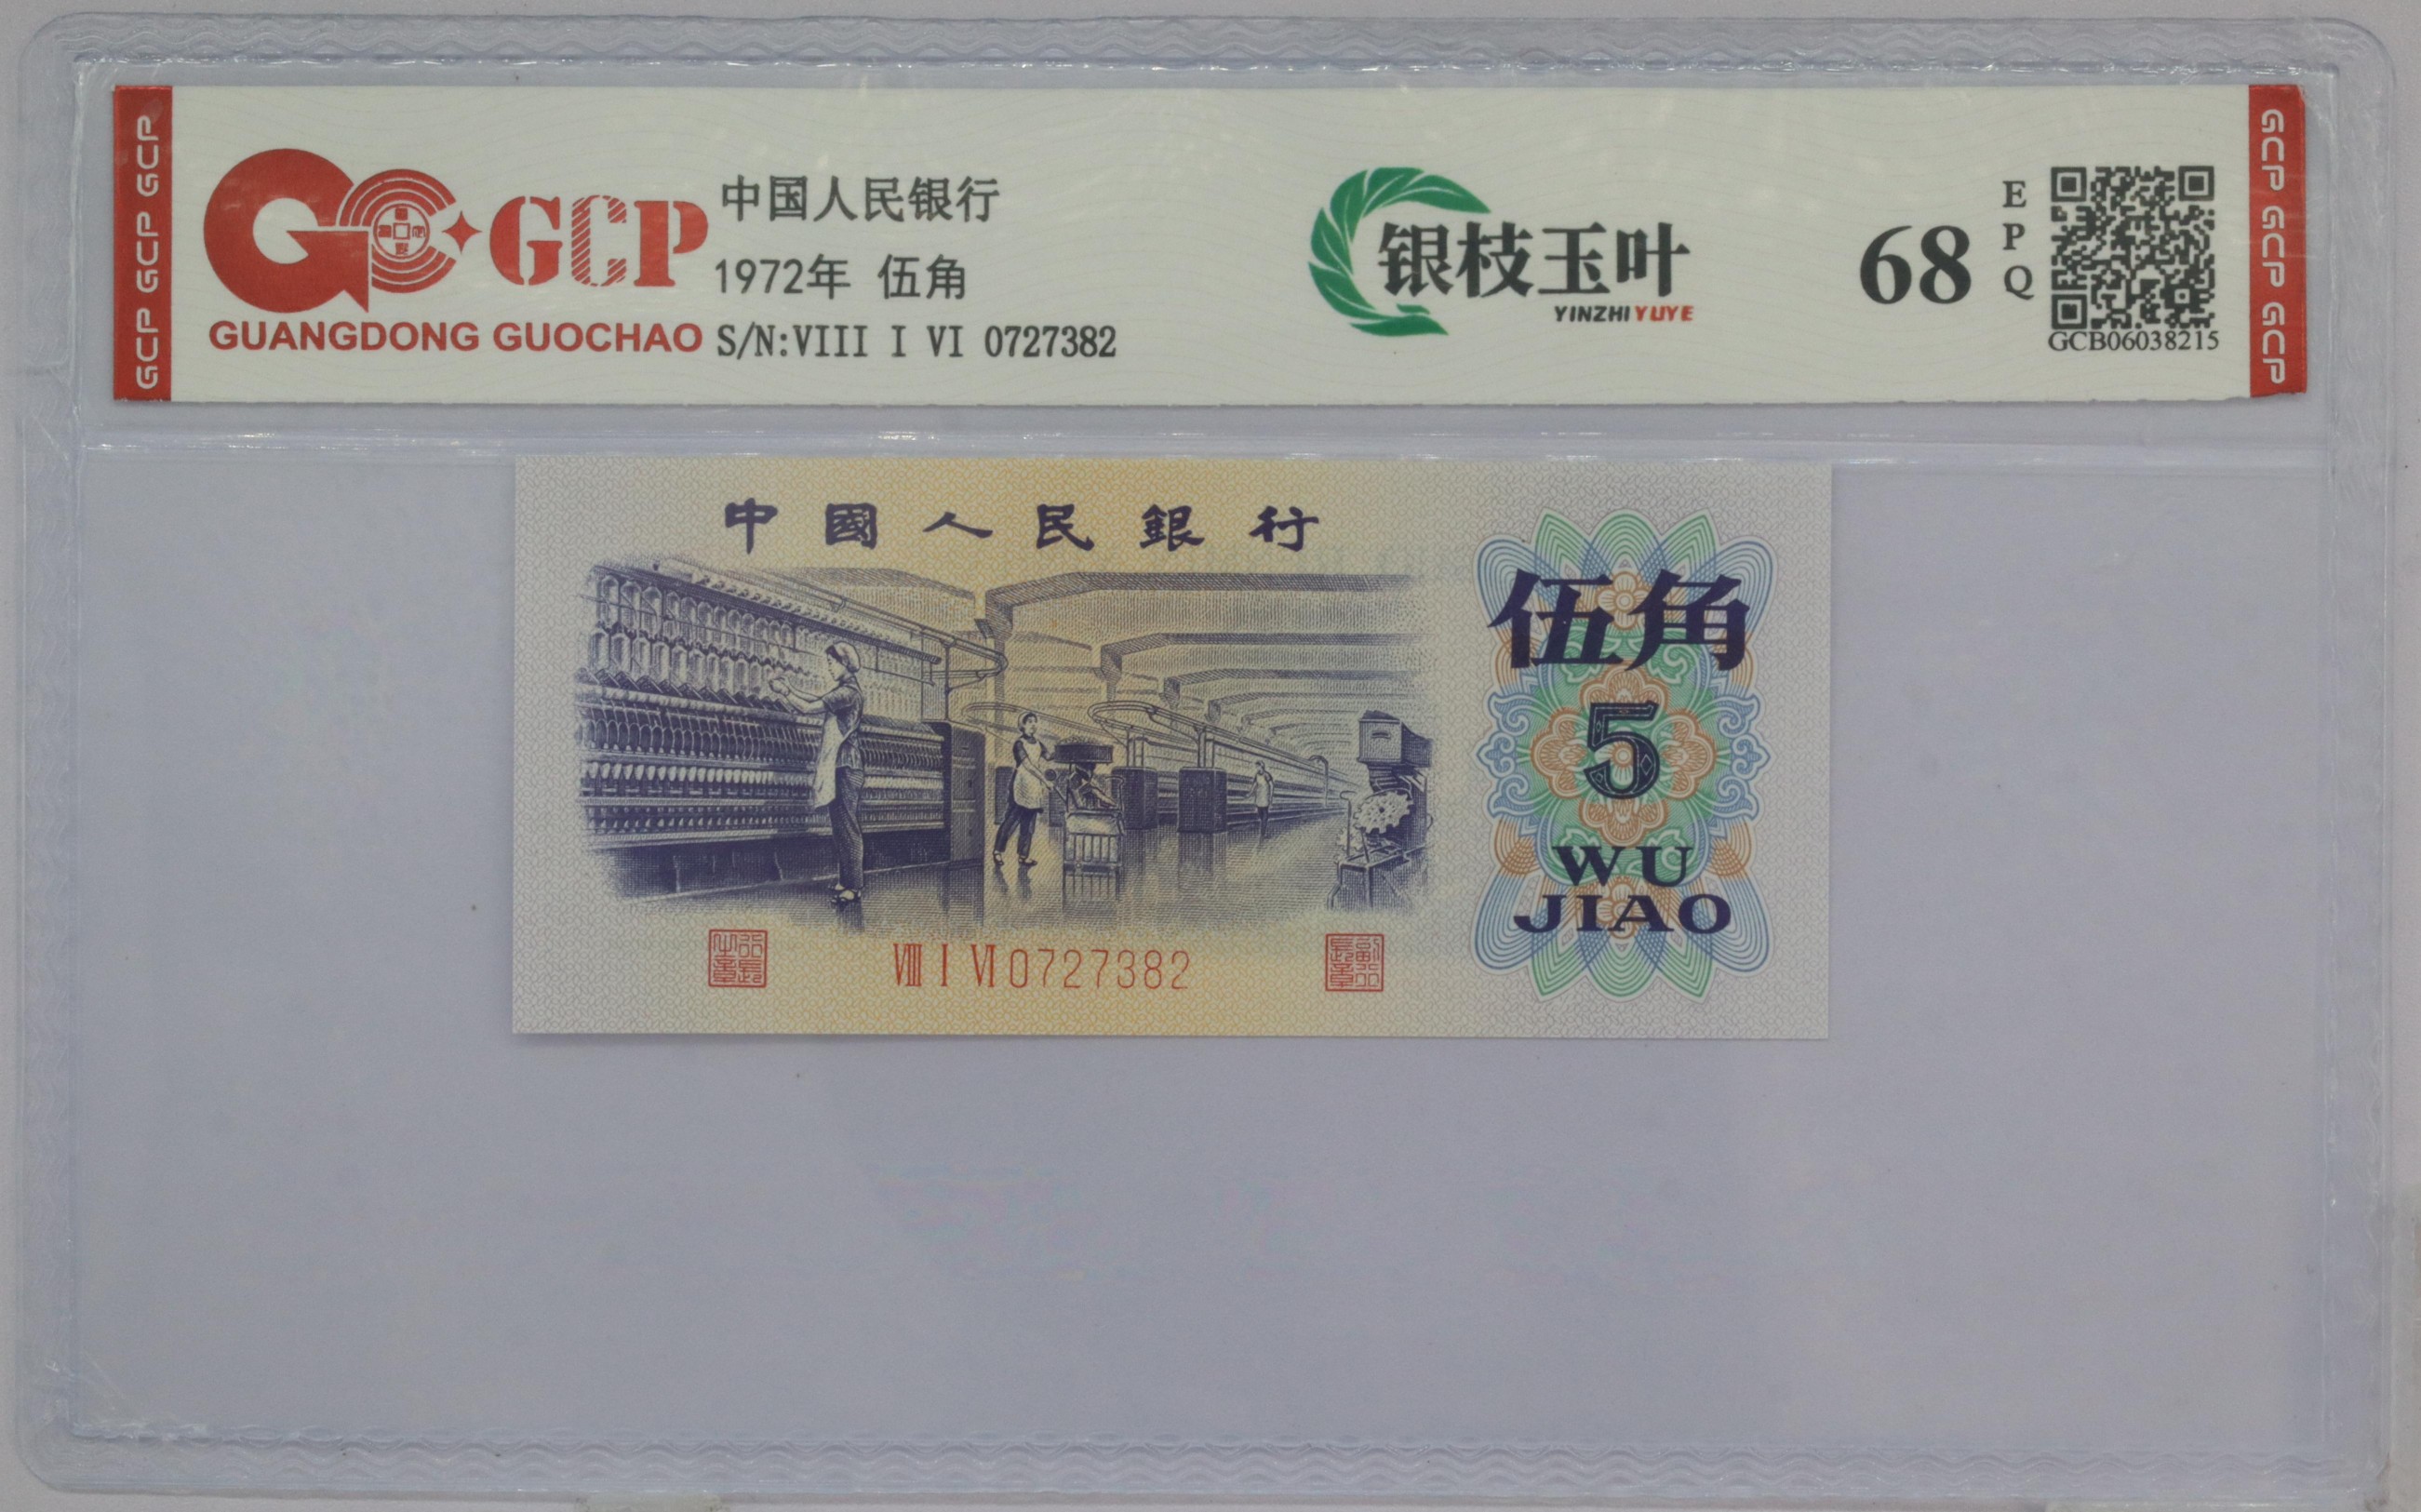 GCP GCP GCP
GCP
GUANGDONG GUOCHAO
中国人民银行
1972年 伍角
S/N:VIII I VI 0727382
银枝玉叶
YINZHIYUYE
68
EPQ
GCB06038215
GCP GCP GCP
中國人民銀行
伍角
5
WU
JIAO
VIII I VI 0727382